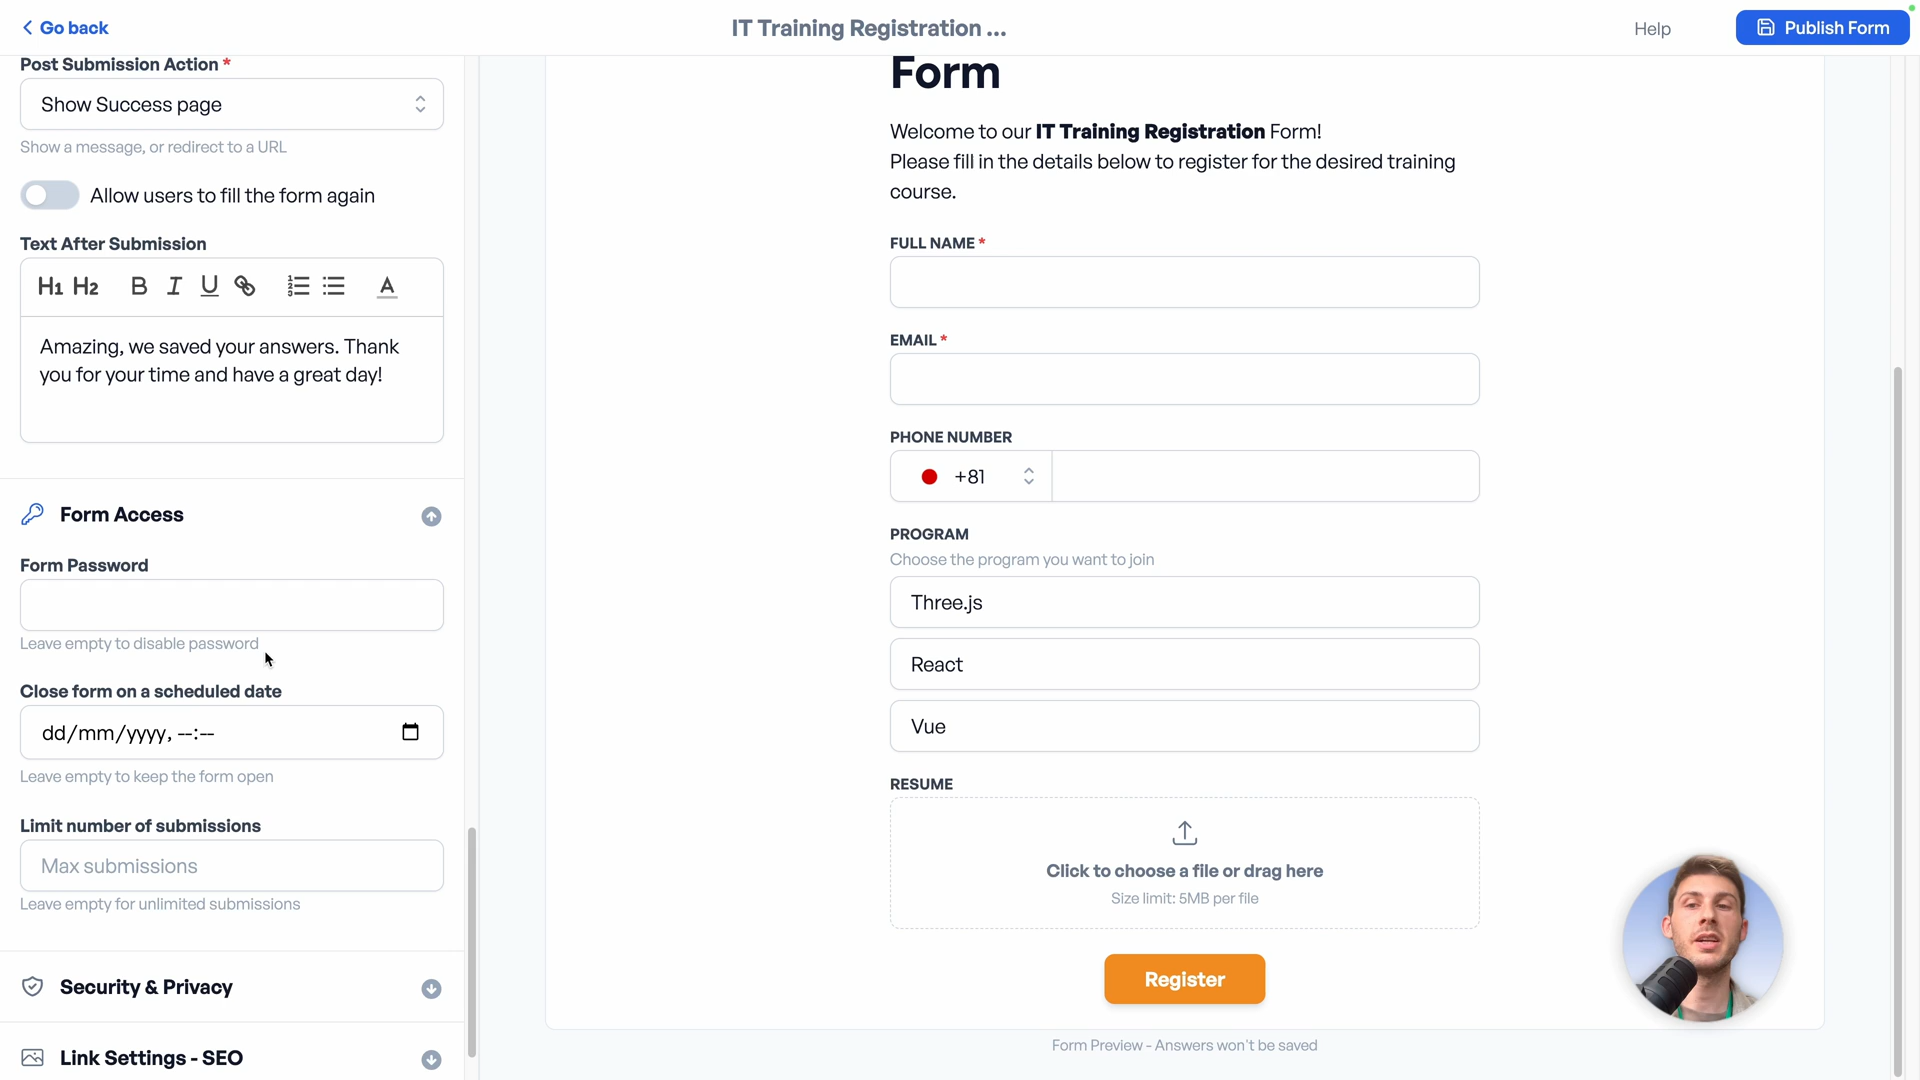 Go back
IT Training Registration ...
Help
Publish Form
Post Submission Action *
Show Success page
Show a message, or redirect to a URL
Allow users to fill the form again
Text After Submission
H1 H2 B I U A
Amazing, we saved your answers. Thank
you for your time and have a great day!
Form Access
Form Password
Leave empty to disable password
Close form on a scheduled date
dd/mm/yyyy, --:--
Leave empty to keep the form open
Limit number of submissions
Max submissions
Leave empty for unlimited submissions
Security & Privacy
Link Settings - SEO
Form
Welcome to our IT Training Registration Form!
Please fill in the details below to register for the desired training
course.
FULL NAME *
EMAIL *
PHONE NUMBER
+81
PROGRAM
Choose the program you want to join
Three.js
React
Vue
RESUME
Click to choose a file or drag here
Size limit: 5MB per file
Register
Form Preview - Answers won't be saved